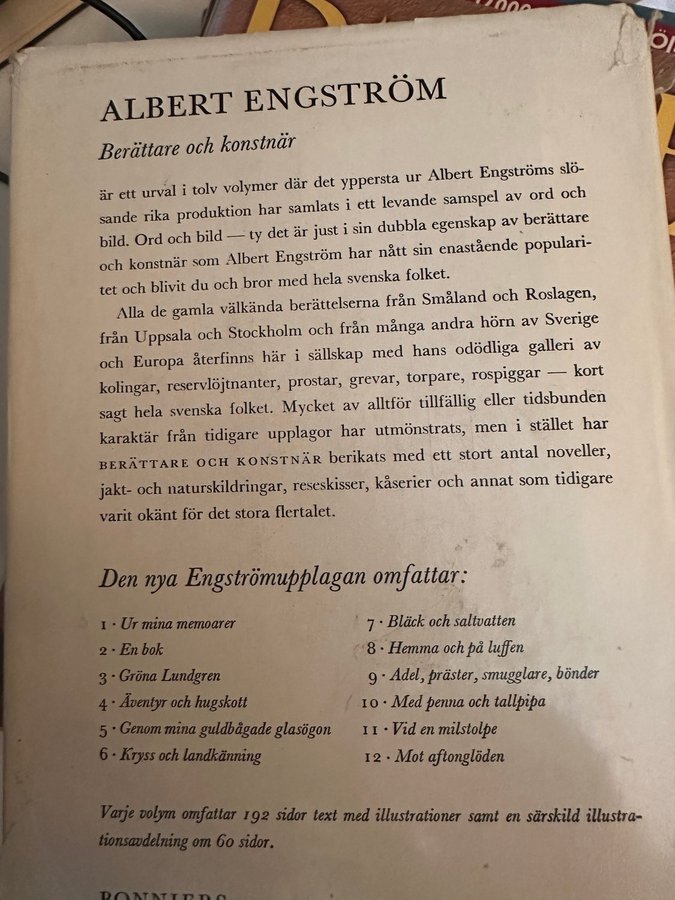 ALBERT ENGSTRÖM
Berättare och konstnär
är ett urval i tolv volymer där det yppersta ur Albert Engströms slö-
sande rika produktion har samlats i ett levande samspel av ord och
bild. Ord och bild — ty det är just i sin dubbla egenskap av berättare
och konstnär som Albert Engström har nått sin enastående populari-
tet och blivit du och bror med hela svenska folket.
Alla de gamla välkända berättelserna från Småland och Roslagen,
från Uppsala och Stockholm och från många andra hörn av Sverige
och Europa återfinns här i sällskap med hans odödliga galleri av
kolingar, reservlöjtnanter, prostar, grevar, torpare, rospiggar — kort
sagt hela svenska folket. Mycket av alltför tillfällig eller tidsbunden
karaktär från tidigare upplagor har utmönstrats, men i stället har
BERÄTTARE OCH KONSTNÄR berikats med ett stort antal noveller,
jakt- och naturskildringar, reseskisser, kåserier och annat som tidigare
varit okänt för det stora flertalet.
Den nya Engströmupplagan omfattar:
1 · Ur mina memoarer
2 · En bok
3 · Gröna Lundgren
4 · Äventyr och hugskott
5 · Genom mina guldbågade glasögon
6 · Kryss och landkänning
7 · Bläck och saltvatten
8 · Hemma och på luffen
9 · Adel, präster, smugglare, bönder
10 · Med penna och tallpipa
11 · Vid en milstolpe
12 · Mot aftonglöden
Varje volym omfattar 192 sidor text med illustrationer samt en särskild illustra-
tionsavdelning om 60 sidor.
BONNIERS